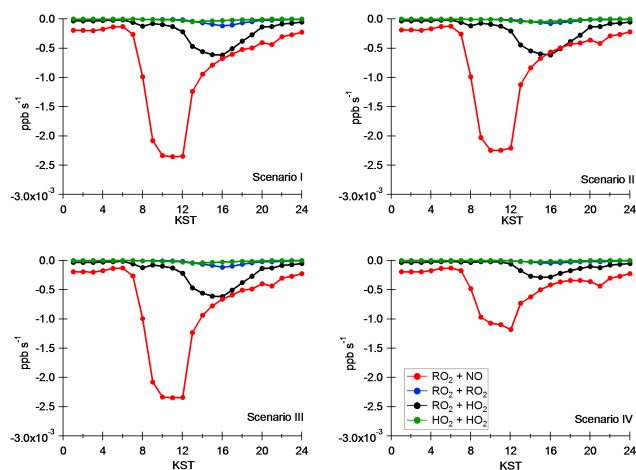 0.0
-0.5
-1.0
-1.5
-2.0
-2.5
-3.0x10⁻³
ppb s⁻¹
0 4 8 12 16 20 24
KST
Scenario I
0.0
-0.5
-1.0
-1.5
-2.0
-2.5
-3.0x10⁻³
ppb s⁻¹
0 4 8 12 16 20 24
KST
Scenario II
0.0
-0.5
-1.0
-1.5
-2.0
-2.5
-3.0x10⁻³
ppb s⁻¹
0 4 8 12 16 20 24
KST
Scenario III
0.0
-0.5
-1.0
-1.5
-2.0
-2.5
-3.0x10⁻³
ppb s⁻¹
0 4 8 12 16 20 24
KST
RO₂ + NO
RO₂ + RO₂
RO₂ + HO₂
HO₂ + HO₂
Scenario IV